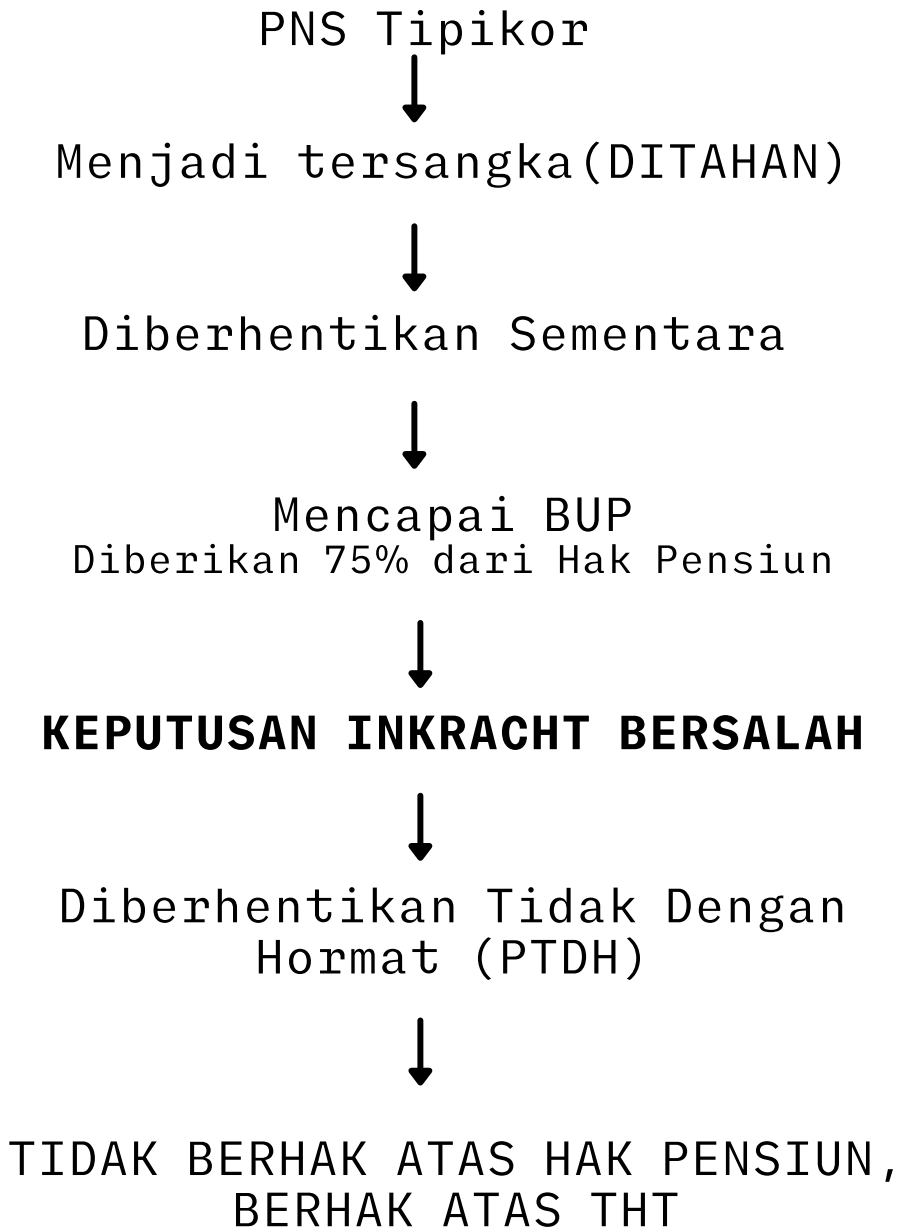 PNS Tipikor
Menjadi tersangka(DITAHAN)
Diberhentikan Sementara
Mencapai BUP
Diberikan 75% dari Hak Pensiun
KEPUTUSAN INKRACHT BERSALAH
Diberhentikan Tidak Dengan
Hormat (PTDH)
TIDAK BERHAK ATAS HAK PENSIUN,
BERHAK ATAS THT